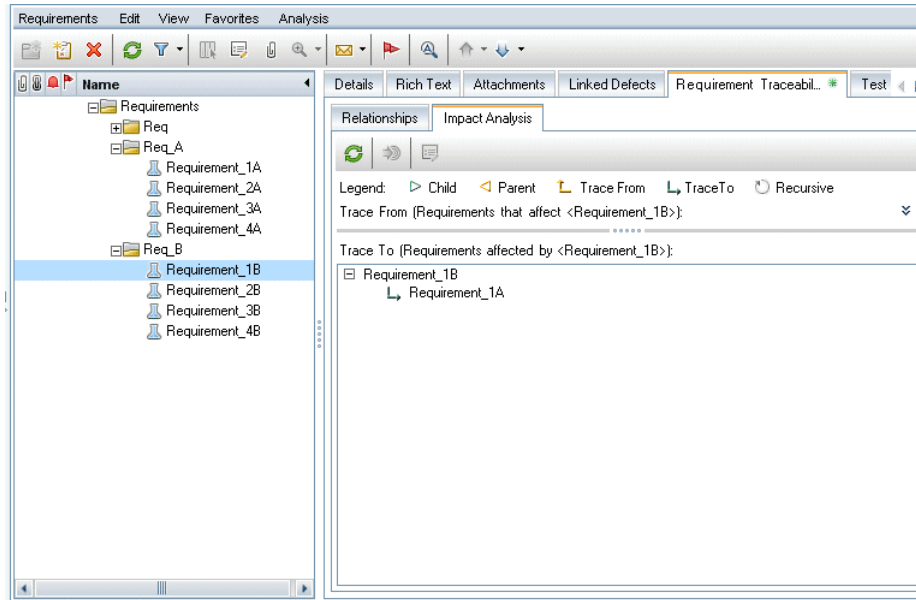 Requirements Edit View Favorites Analysis
Name
Requirements
Req
Req_A
Requirement_1A
Requirement_2A
Requirement_3A
Requirement_4A
Req_B
Requirement_1B
Requirement_2B
Requirement_3B
Requirement_4B
Details Rich Text Attachments Linked Defects Requirement Traceabil... * Test
Relationships Impact Analysis
Legend: Child Parent Trace From TraceTo Recursive
Trace From (Requirements that affect <Requirement_1B>):
Trace To (Requirements affected by <Requirement_1B>):
Requirement_1B
Requirement_1A